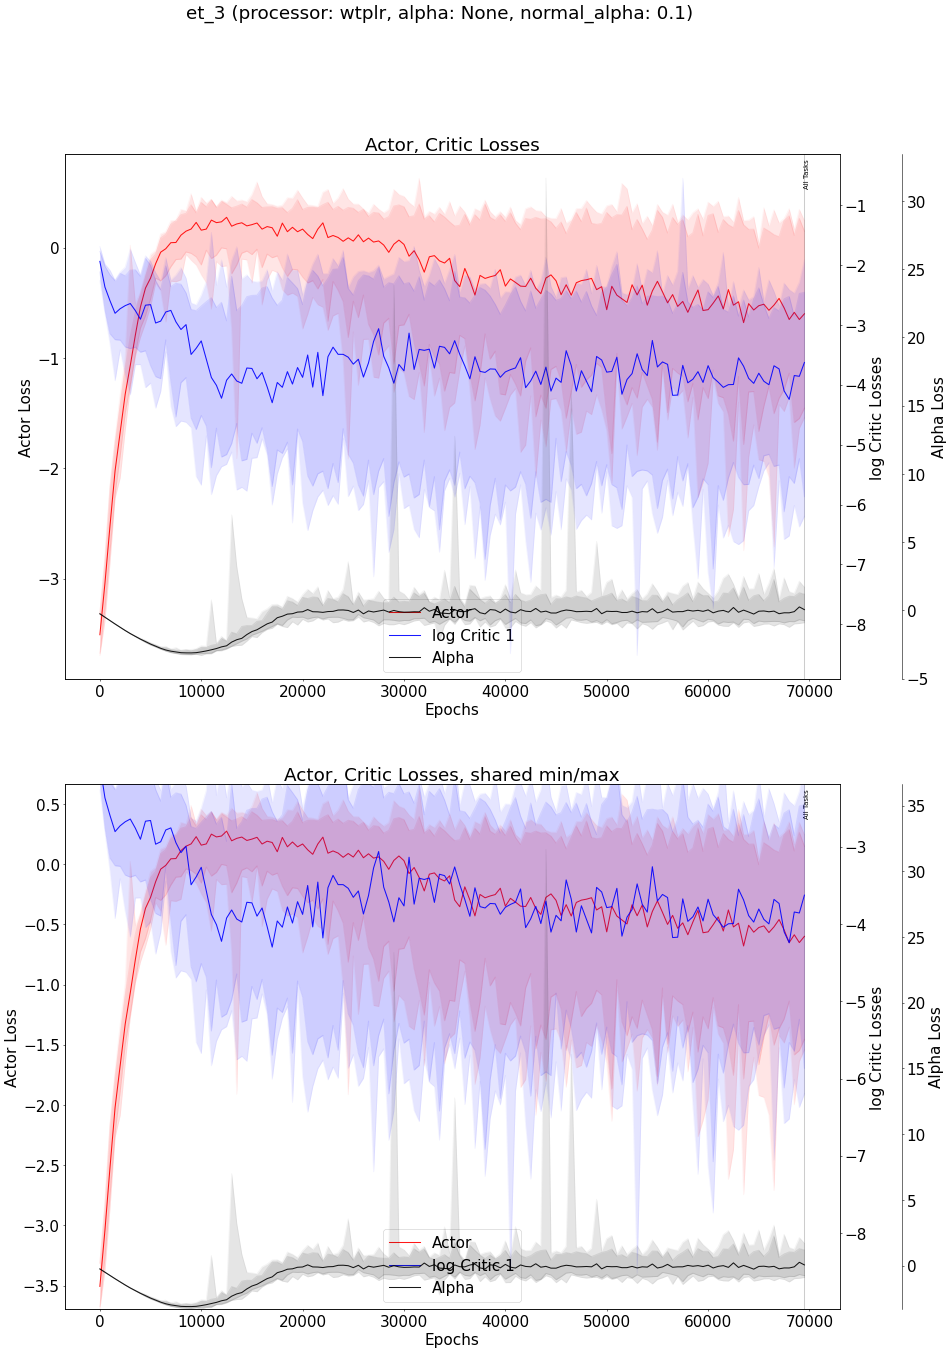 et_3 (processor: wtplr, alpha: None, normal_alpha: 0.1)
Actor, Critic Losses
All Tasks
0
−1
−2
−3
Actor Loss
−1
−2
−3
−4
−5
−6
−7
−8
log Critic Losses
30
25
20
15
10
5
0
−5
Alpha Loss
Actor
log Critic 1
Alpha
0 10000 20000 30000 40000 50000 60000 70000
Epochs
Actor, Critic Losses, shared min/max
All Tasks
0.5
0.0
−0.5
−1.0
−1.5
−2.0
−2.5
−3.0
−3.5
Actor Loss
−3
−4
−5
−6
−7
−8
log Critic Losses
35
30
25
20
15
10
5
0
Alpha Loss
Actor
log Critic 1
Alpha
0 10000 20000 30000 40000 50000 60000 70000
Epochs